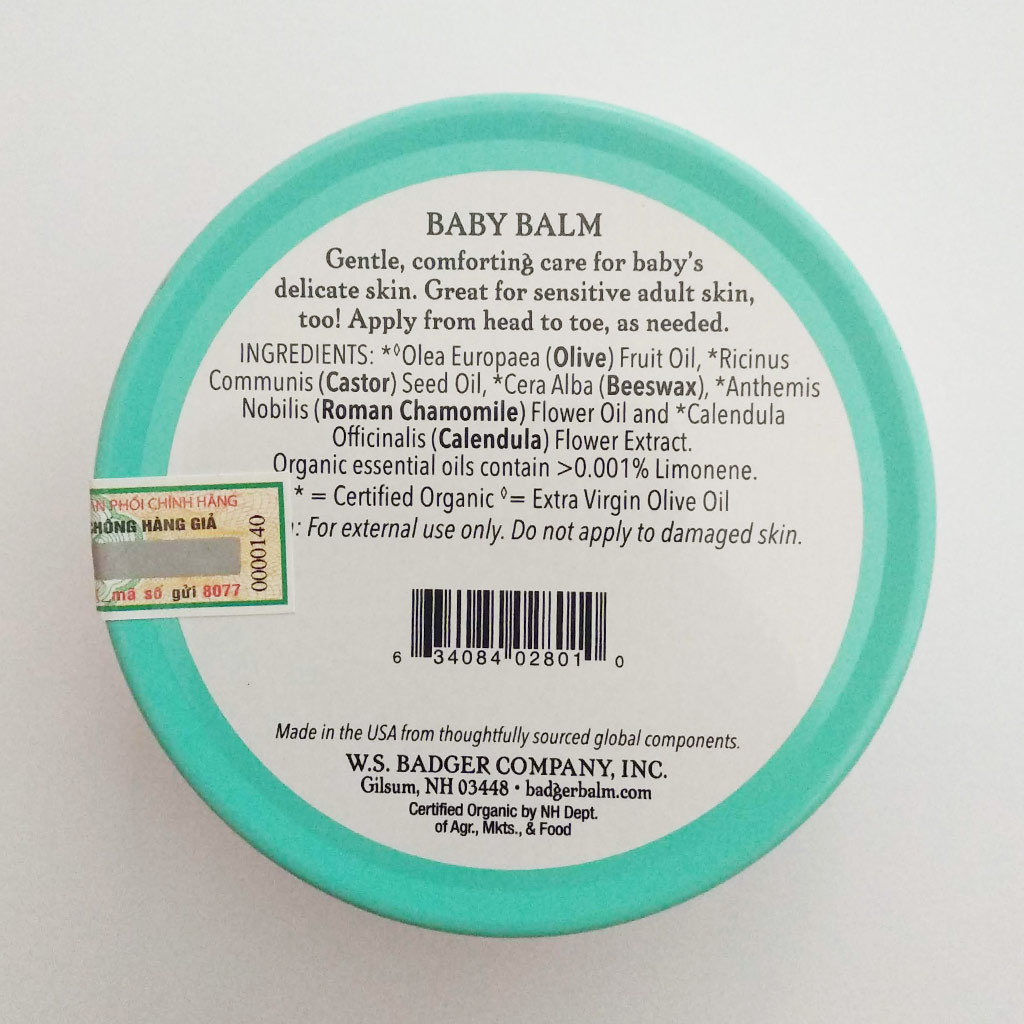 BABY BALM
Gentle, comforting care for baby's
delicate skin. Great for sensitive adult skin,
too! Apply from head to toe, as needed.
INGREDIENTS: *◊Olea Europaea (Olive) Fruit Oil, *Ricinus
Communis (Castor) Seed Oil, *Cera Alba (Beeswax), *Anthemis
Nobilis (Roman Chamomile) Flower Oil and *Calendula
Officinalis (Calendula) Flower Extract.
Organic essential oils contain >0.001% Limonene.
* = Certified Organic ◊= Extra Virgin Olive Oil
: For external use only. Do not apply to damaged skin.
PHỐI CHÍNH HÃNG
HÀNG GIẢ
mã số gửi 8077
0000140
6 34084 02801 0
Made in the USA from thoughtfully sourced global components.
W.S. BADGER COMPANY, INC.
Gilsum, NH 03448 • badgerbalm.com
Certified Organic by NH Dept.
of Agr., Mkts., & Food